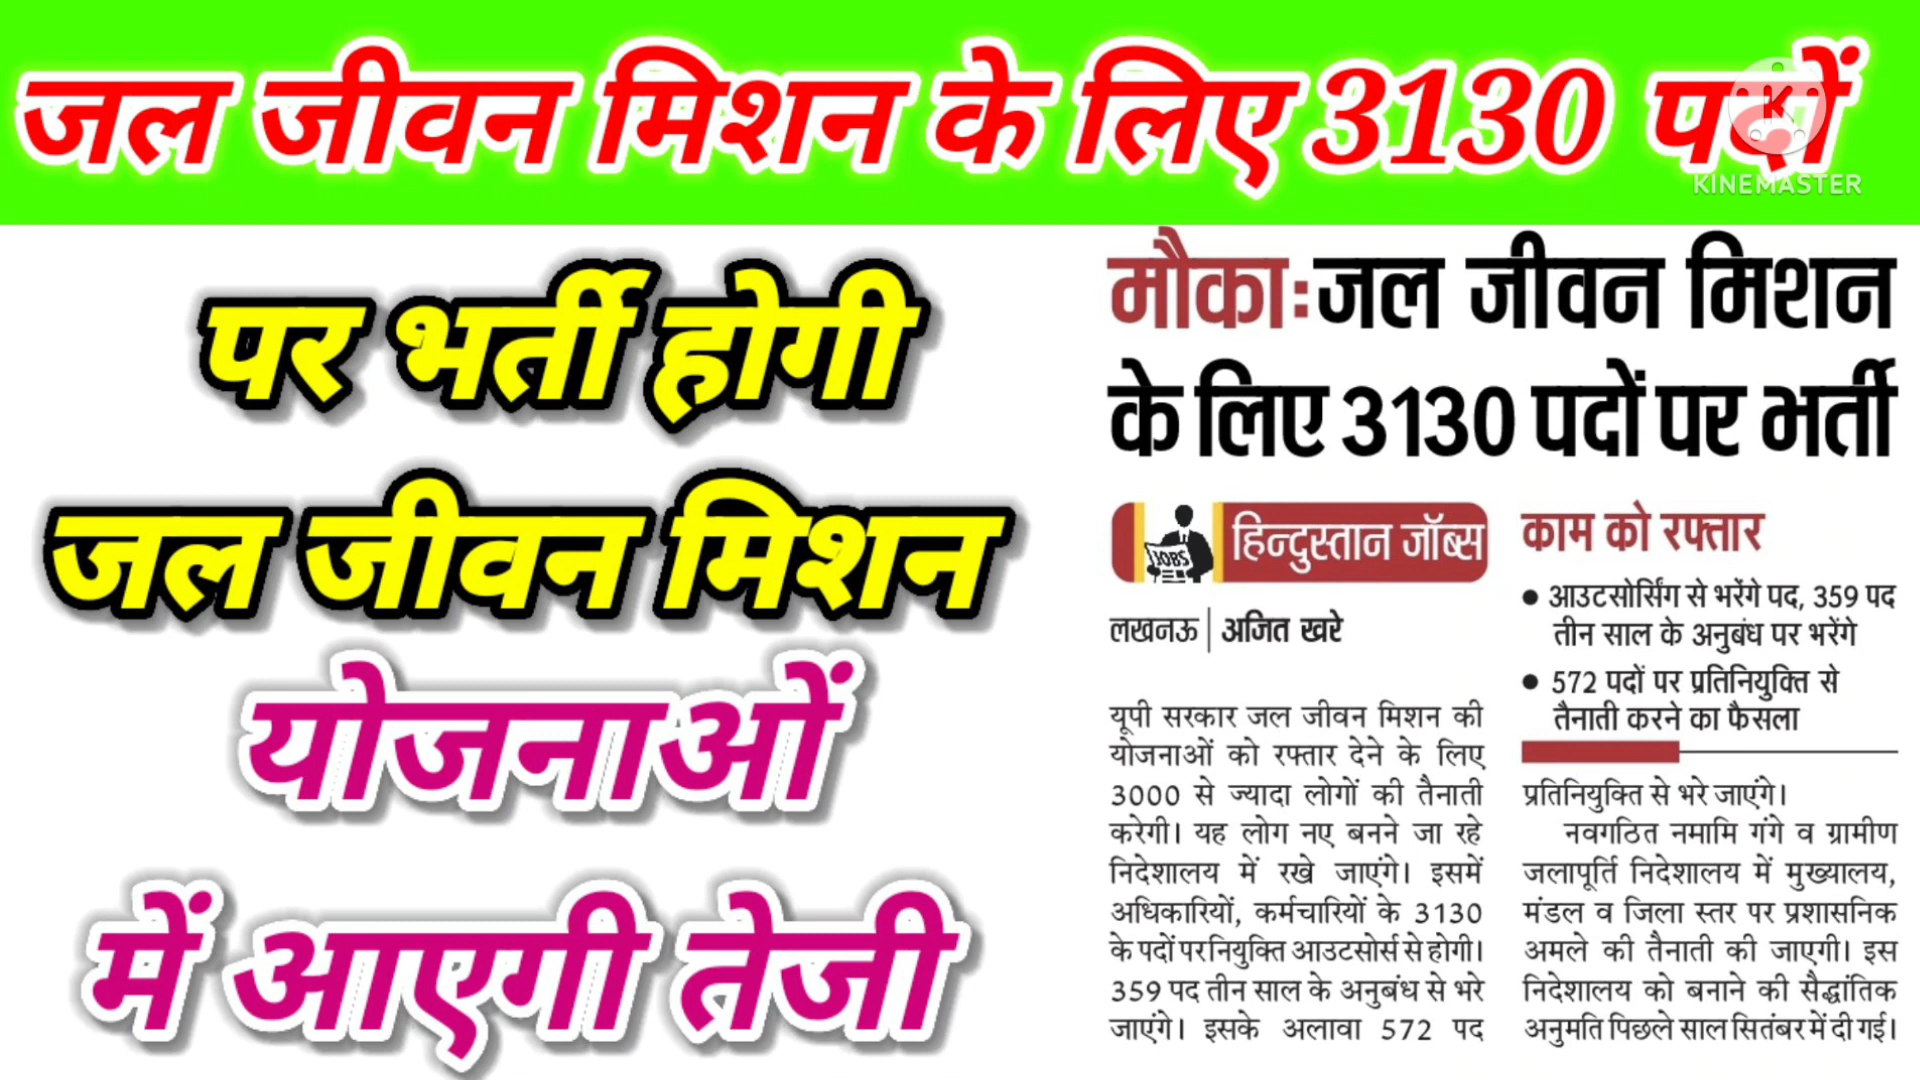 जल जीवन मिशन के लिए 3130 पदों
KINEMASTER
पर भर्ती होगी
जल जीवन मिशन
योजनाओं
में आएगी तेजी
मौका:जल जीवन मिशन
के लिए 3130 पदों पर भर्ती
JOBS
हिन्दुस्तान जॉब्स
लखनऊ | अजित खरे
यूपी सरकार जल जीवन मिशन की
योजनाओं को रफ्तार देने के लिए
3000 से ज्यादा लोगों की तैनाती
करेगी। यह लोग नए बनने जा रहे
निदेशालय में रखे जाएंगे। इसमें
अधिकारियों, कर्मचारियों के 3130
के पदों पर नियुक्ति आउटसोर्स से होगी।
359 पद तीन साल के अनुबंध से भरे
जाएंगे। इसके अलावा 572 पद
काम को रफ्तार
● आउटसोर्सिंग से भरेंगे पद, 359 पद
तीन साल के अनुबंध पर भरेंगे
● 572 पदों पर प्रतिनियुक्ति से
तैनाती करने का फैसला
प्रतिनियुक्ति से भरे जाएंगे।
नवगठित नमामि गंगे व ग्रामीण
जलापूर्ति निदेशालय में मुख्यालय,
मंडल व जिला स्तर पर प्रशासनिक
अमले की तैनाती की जाएगी। इस
निदेशालय को बनाने की सैद्धांतिक
अनुमति पिछले साल सितंबर में दी गई।